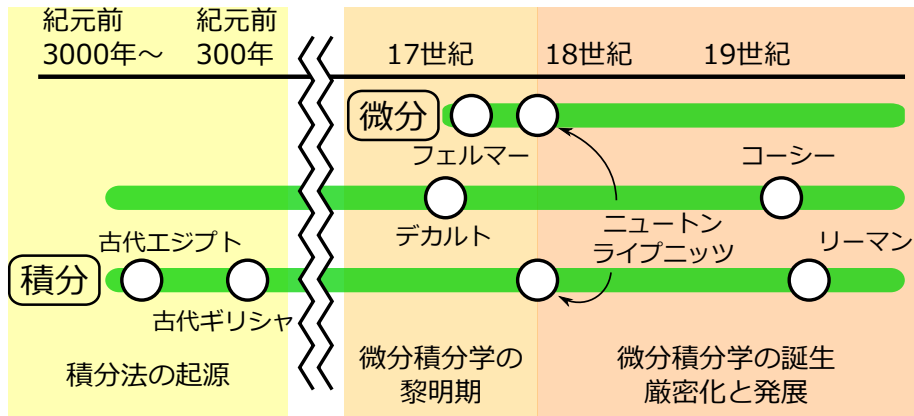 紀元前
3000年～
紀元前
300年
17世紀
18世紀
19世紀
微分
フェルマー
コーシー
デカルト
ニュートン
ライプニッツ
リーマン
古代エジプト
積分
古代ギリシャ
積分法の起源
微分積分学の
黎明期
微分積分学の誕生
厳密化と発展